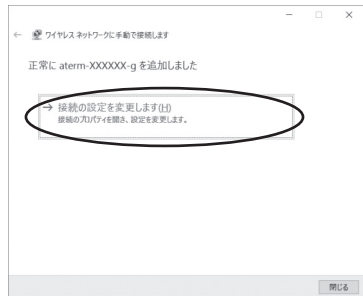 ワイヤレス ネットワークに手動で接続します
正常に aterm-XXXXXX-g を追加しました
→ 接続の設定を変更します(H)
接続のプロパティを開き、設定を変更します。
閉じる